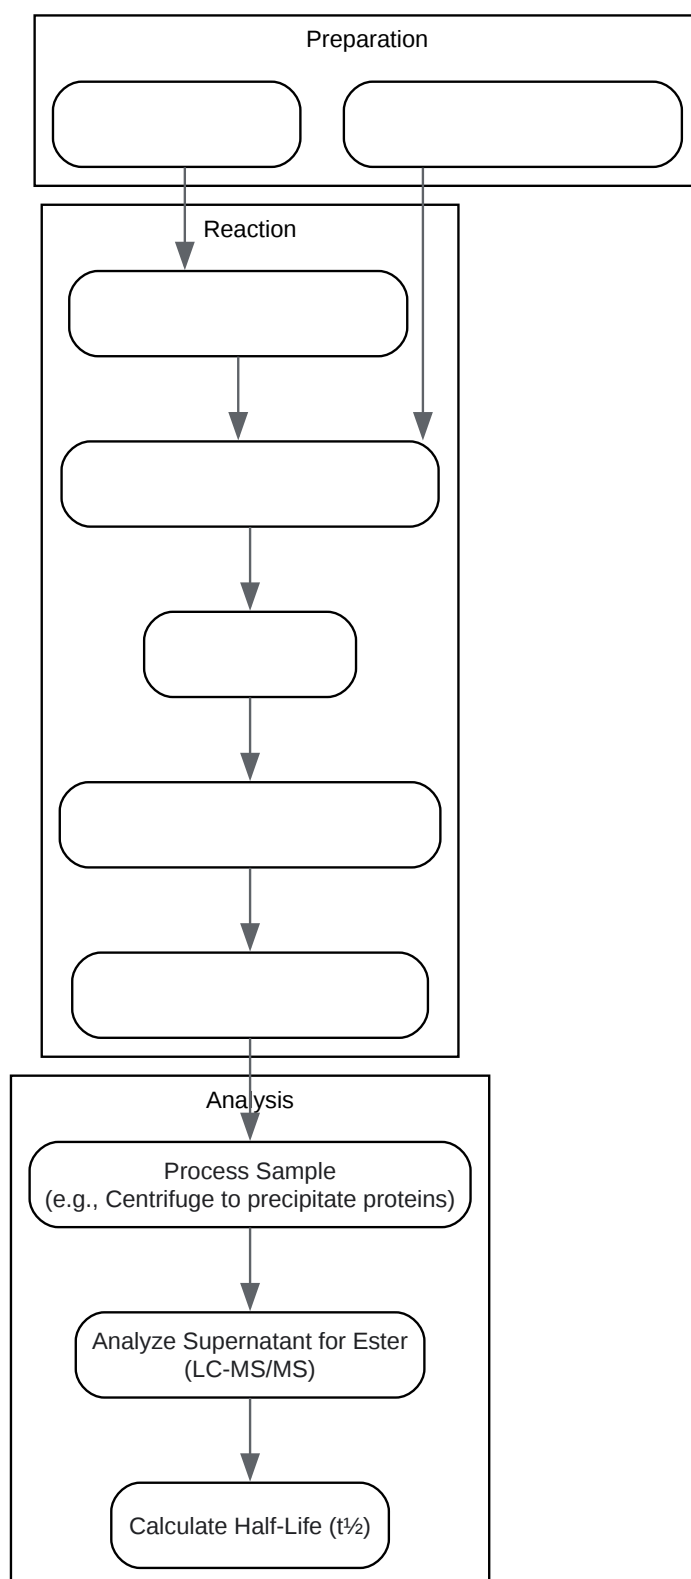 Preparation
Reaction
Analysis
Process Sample
(e.g., Centrifuge to precipitate proteins)
Analyze Supernatant for Ester
(LC-MS/MS)
Calculate Half-Life (t½)